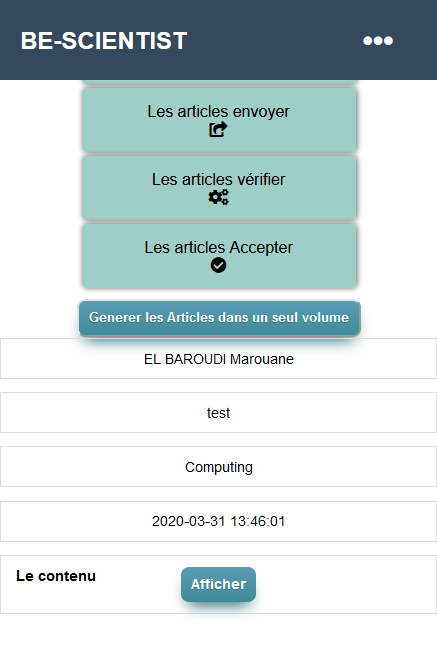 BE-SCIENTIST
Les articles envoyer
Les articles vérifier
Les articles Accepter
Generer les Articles dans un seul volume
EL BAROUDI Marouane
test
Computing
2020-03-31 13:46:01
Le contenu
Afficher